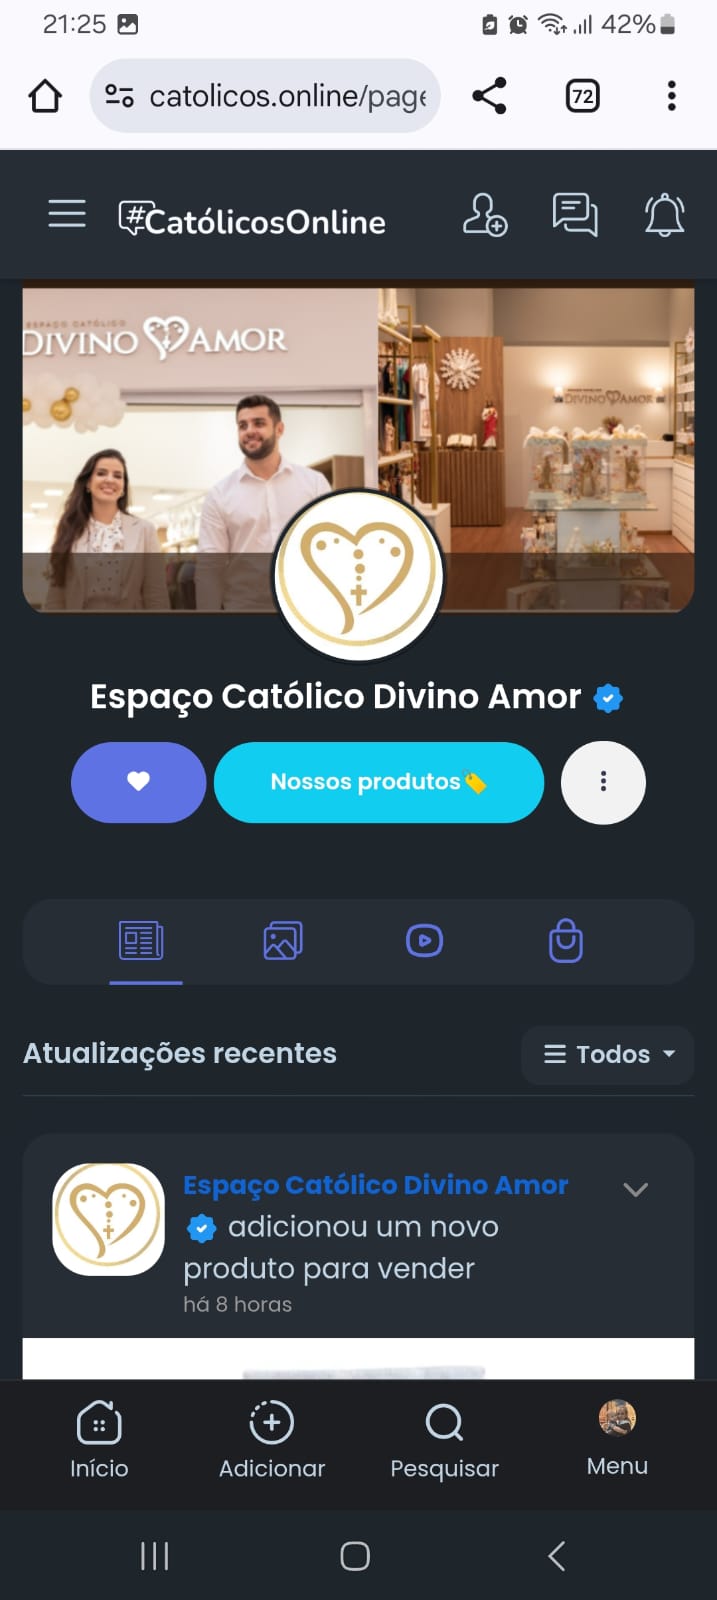 21:25
42%
catolicos.online/page
72
#CatólicosOnline
ESPAÇO CATÓLICO
DIVINO AMOR
DIVINO AMOR
Espaço Católico Divino Amor
Nossos produtos
Atualizações recentes
Todos
Espaço Católico Divino Amor
adicionou um novo
produto para vender
há 8 horas
Início
Adicionar
Pesquisar
Menu